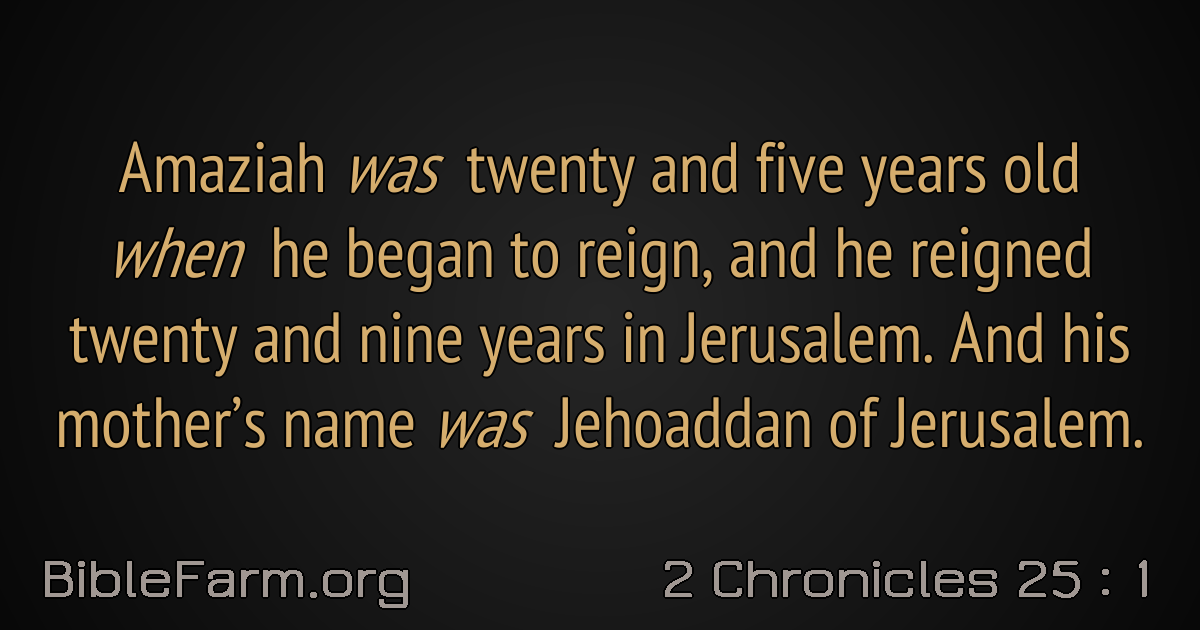 Amaziah was twenty and five years old
when he began to reign, and he reigned
twenty and nine years in Jerusalem. And his
mother’s name was Jehoaddan of Jerusalem.
BibleFarm.org
2 Chronicles 25 : 1